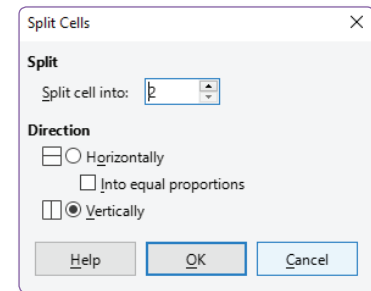 Split Cells
Split
Split cell into: 2
Direction
Horizontally
Into equal proportions
Vertically
Help OK Cancel